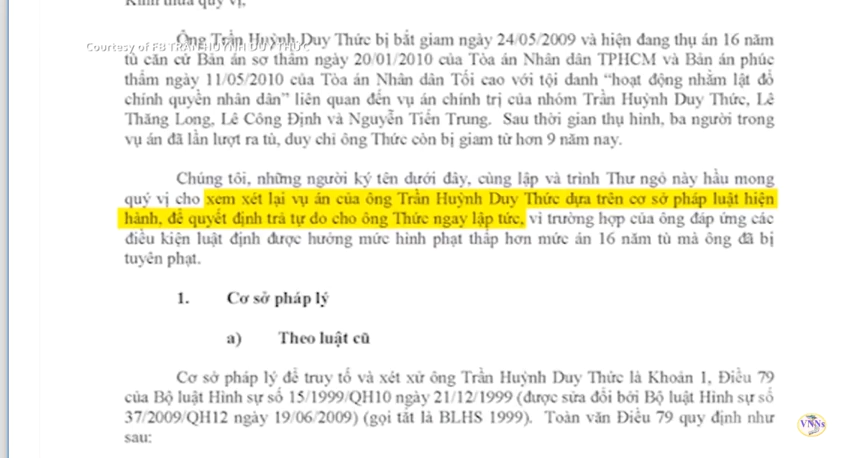 Kính thưa quý vị,
Ông Trần Huỳnh Duy Thức bị bắt giam ngày 24/05/2009 và hiện đang thụ án 16 năm
Courtesy of FB TRẦN HUỲNH DUY THỨC
tù căn cứ Bản án sơ thẩm ngày 20/01/2010 của Tòa án Nhân dân TPHCM và Bản án phúc
thẩm ngày 11/05/2010 của Tòa án Nhân dân Tối cao với tội danh “hoạt động nhằm lật đổ
chính quyền nhân dân” liên quan đến vụ án chính trị của nhóm Trần Huỳnh Duy Thức, Lê
Thăng Long, Lê Công Định và Nguyễn Tiến Trung. Sau thời gian thụ hình, ba người trong
vụ án đã lần lượt ra tù, duy chỉ ông Thức còn bị giam từ hơn 9 năm nay.
Chúng tôi, những người ký tên dưới đây, cùng lập và trình Thư ngỏ này hầu mong
quý vị cho xem xét lại vụ án của ông Trần Huỳnh Duy Thức dựa trên cơ sở pháp luật hiện
hành, để quyết định trả tự do cho ông Thức ngay lập tức, vì trường hợp của ông đáp ứng các
điều kiện luật định được hưởng mức hình phạt thấp hơn mức án 16 năm tù mà ông đã bị
tuyên phạt.
1. Cơ sở pháp lý
a) Theo luật cũ
Cơ sở pháp lý để truy tố và xét xử ông Trần Huỳnh Duy Thức là Khoản 1, Điều 79
của Bộ luật Hình sự số 15/1999/QH10 ngày 21/12/1999 (được sửa đổi bởi Bộ luật Hình sự số
37/2009/QH12 ngày 19/06/2009) (gọi tắt là BLHS 1999). Toàn văn Điều 79 quy định như
sau:
VNNs